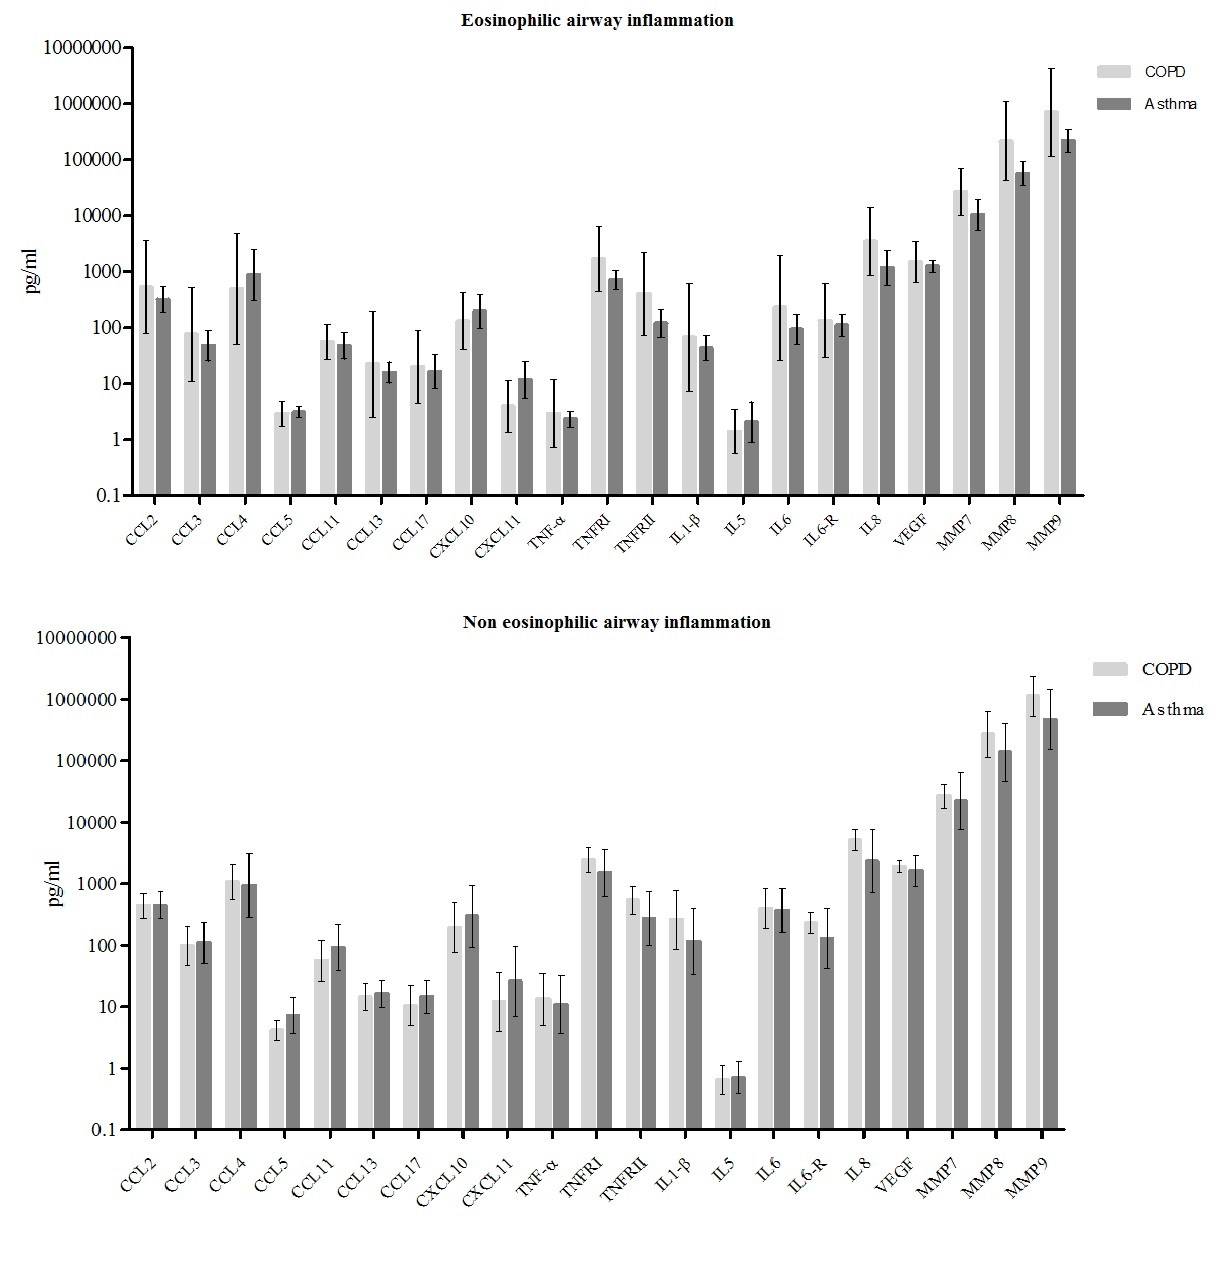 Eosinophilic airway inflammation
10000000
1000000
100000
10000
1000
100
10
1
0.1
pg/ml
COPD
Asthma
CCL2 CCL3 CCL4 CCL5 CCL11 CCL13 CCL17 CXCL10 CXCL11 TNF-α TNFRI TNFRII IL1-β IL5 IL6 IL6-R IL8 VEGF MMP7 MMP8 MMP9
Non eosinophilic airway inflammation
10000000
1000000
100000
10000
1000
100
10
1
0.1
pg/ml
COPD
Asthma
CCL2 CCL3 CCL4 CCL5 CCL11 CCL13 CCL17 CXCL10 CXCL11 TNF-α TNFRI TNFRII IL1-β IL5 IL6 IL6-R IL8 VEGF MMP7 MMP8 MMP9